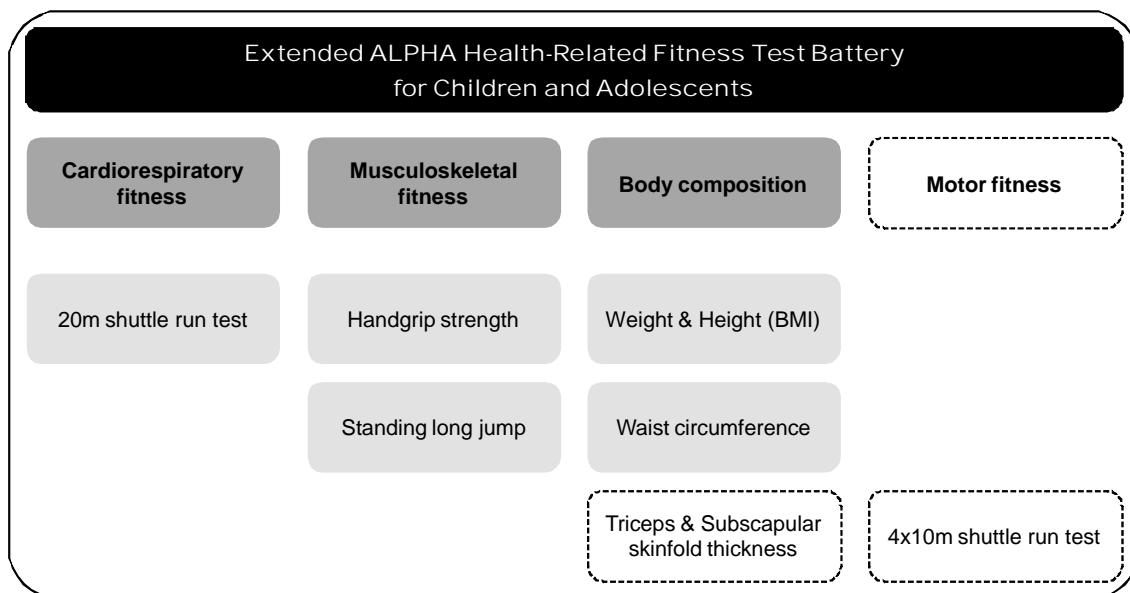 Extended ALPHA Health-Related Fitness Test Battery
for Children and Adolescents
Cardiorespiratory
fitness
Musculoskeletal
fitness
Body composition
Motor fitness
20m shuttle run test
Handgrip strength
Weight & Height (BMI)
Standing long jump
Waist circumference
Triceps & Subscapular
skinfold thickness
4x10m shuttle run test